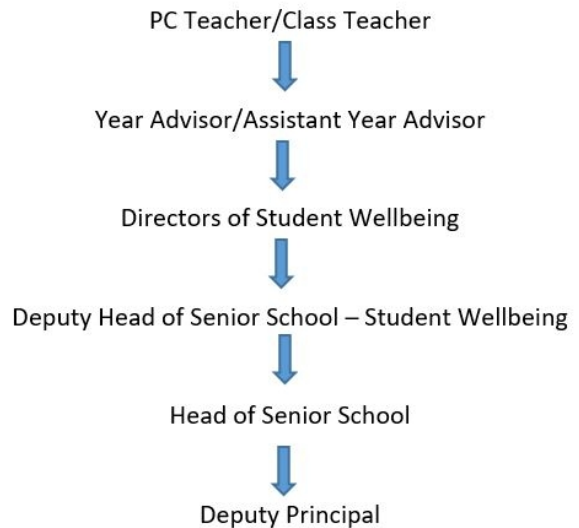 PC Teacher/Class Teacher
Year Advisor/Assistant Year Advisor
Directors of Student Wellbeing
Deputy Head of Senior School – Student Wellbeing
Head of Senior School
Deputy Principal